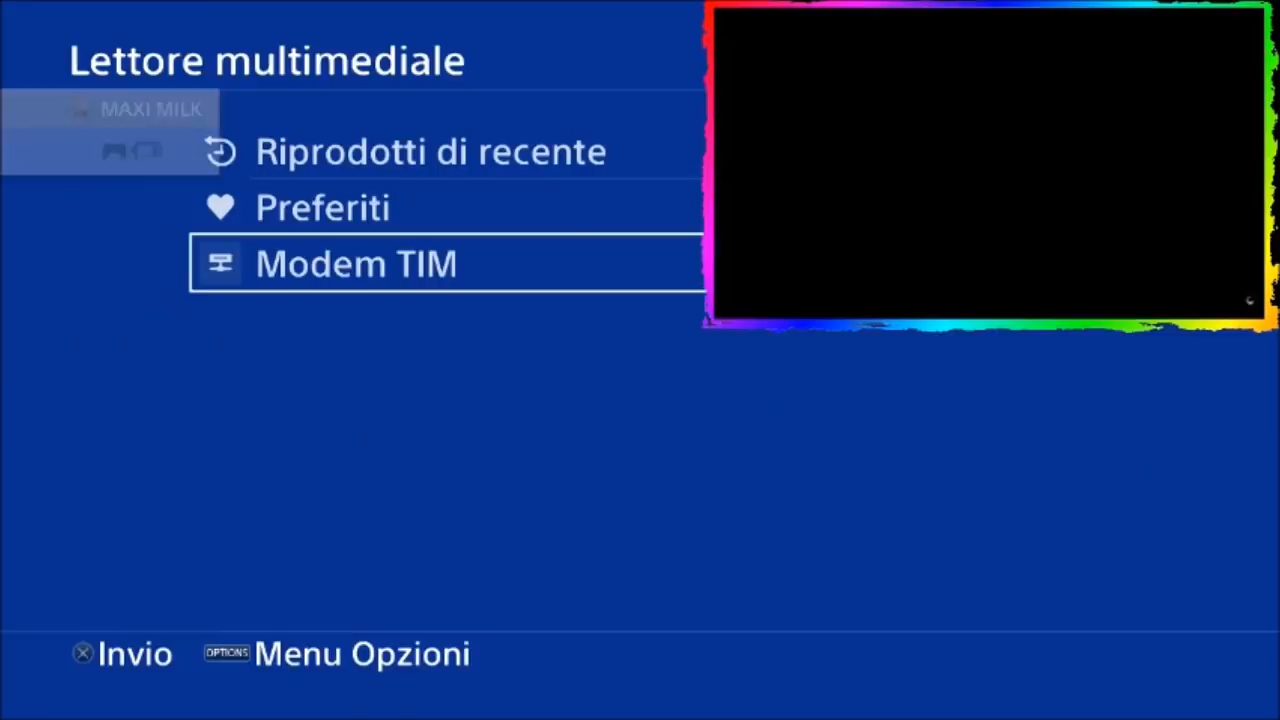 Lettore multimediale
MAXI MILK
Riprodotti di recente
Preferiti
Modem TIM
Invio
OPTIONS Menu Opzioni